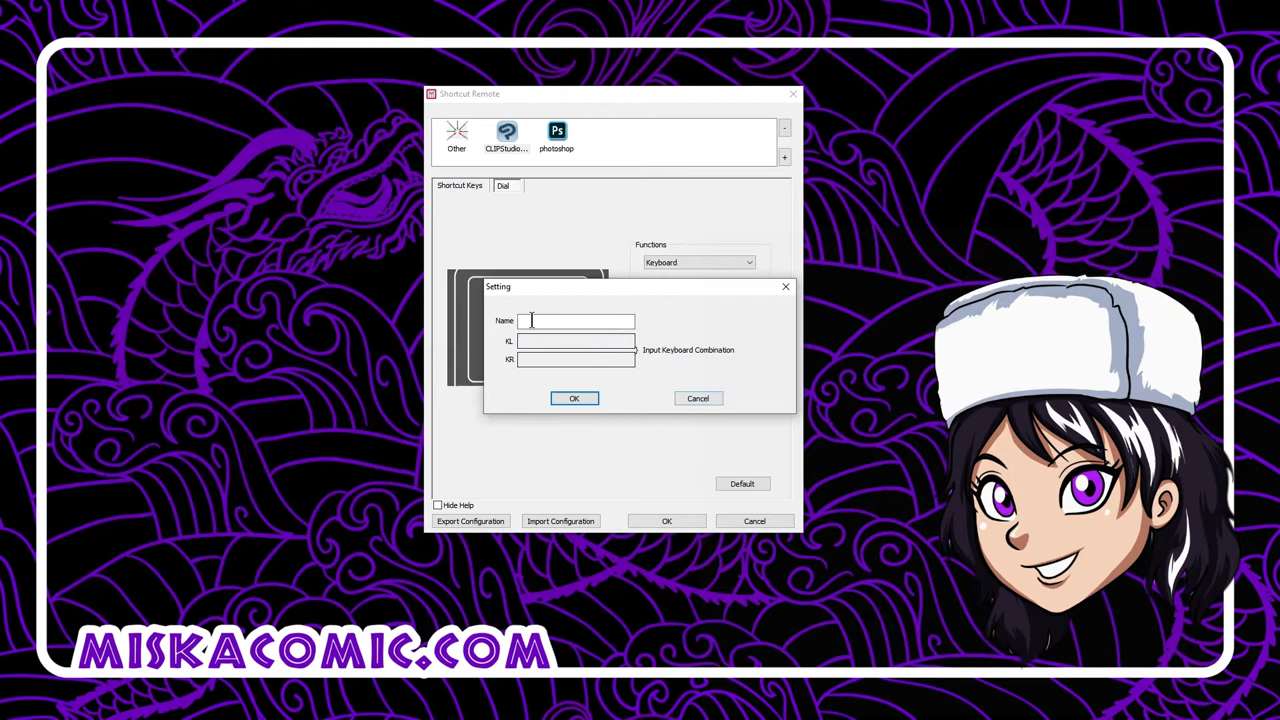 Shortcut Remote
Other
CLIPStudio...
Ps
photoshop
-
+
Shortcut Keys
Dial
Functions
Keyboard
Setting
Name
KL
KR
Input Keyboard Combination
OK
Cancel
Default
Hide Help
Export Configuration
Import Configuration
OK
Cancel
MISKACOMIC.COM